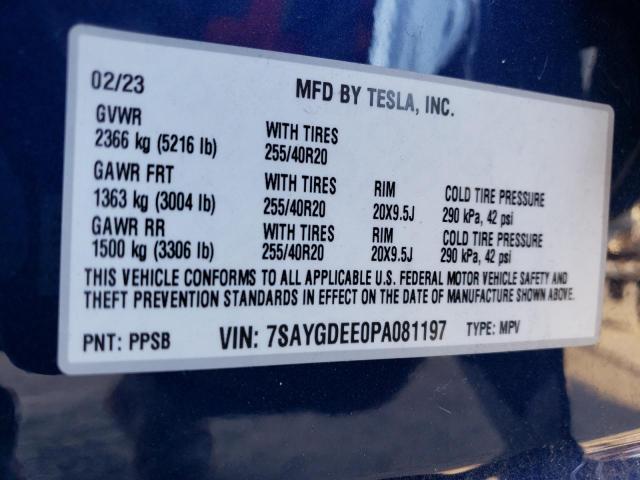 02/23 MFD BY TESLA, INC.
GVWR
2366 kg (5216 lb) WITH TIRES 255/40R20
GAWR FRT
1363 kg (3004 lb) WITH TIRES 255/40R20 RIM 20X9.5J COLD TIRE PRESSURE 290 kPa, 42 psi
GAWR RR
1500 kg (3306 lb) WITH TIRES 255/40R20 RIM 20X9.5J COLD TIRE PRESSURE 290 kPa, 42 psi
THIS VEHICLE CONFORMS TO ALL APPLICABLE U.S. FEDERAL MOTOR VEHICLE SAFETY AND
THEFT PREVENTION STANDARDS IN EFFECT ON THE DATE OF MANUFACTURE SHOWN ABOVE.
PNT: PPSB VIN: 7SAYGDEE0PA081197 TYPE: MPV